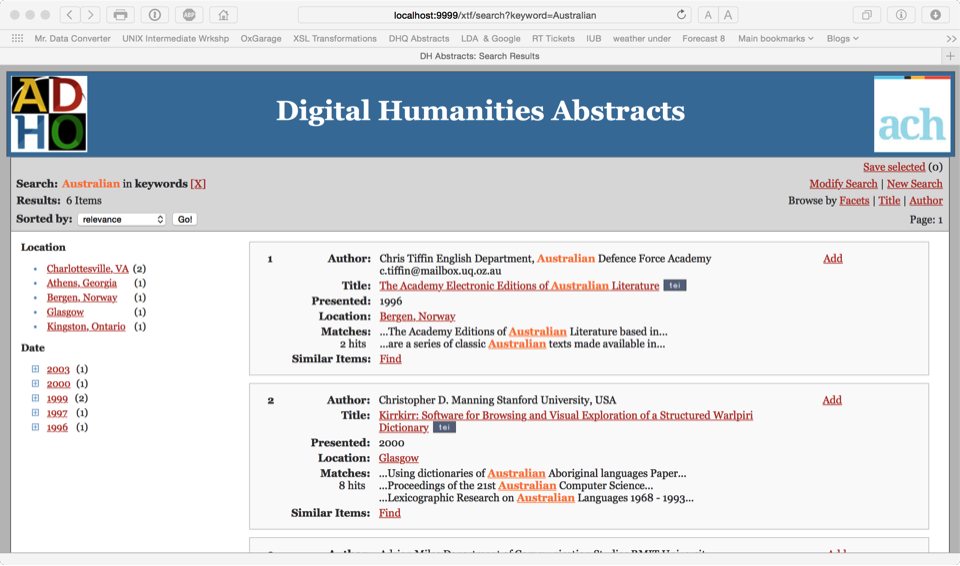 localhost:9999/xtf/search?keyword=Australian
ABP
A A
Mr. Data Converter UNIX Intermediate Wrkshp OxGarage XSL Transformations DHQ Abstracts LDA & Google RT Tickets IUB weather under Forecast 8 Main bookmarks Blogs
DH Abstracts: Search Results
AD
HO
Digital Humanities Abstracts
ach
Save selected (0)
Search: Australian in keywords [X]
Modify Search | New Search
Results: 6 Items
Browse by Facets | Title | Author
Sorted by: relevance Go!
Page: 1
Location
Charlottesville, VA (2)
Athens, Georgia (1)
Bergen, Norway (1)
Glasgow (1)
Kingston, Ontario (1)
Date
2003 (1)
2000 (1)
1999 (2)
1997 (1)
1996 (1)
1 Author: Chris Tiffin English Department, Australian Defence Force Academy Add
c.tiffin@mailbox.uq.oz.au
Title: The Academy Electronic Editions of Australian Literature tei
Presented: 1996
Location: Bergen, Norway
Matches: ...The Academy Editions of Australian Literature based in...
2 hits ...are a series of classic Australian texts made available in...
Similar Items: Find
2 Author: Christopher D. Manning Stanford University, USA Add
Title: Kirrkirr: Software for Browsing and Visual Exploration of a Structured Warlpiri
Dictionary tei
Presented: 2000
Location: Glasgow
Matches: ...Using dictionaries of Australian Aboriginal languages Paper...
8 hits ...Proceedings of the 21st Australian Computer Science...
...Lexicographic Research on Australian Languages 1968 - 1993...
Similar Items: Find